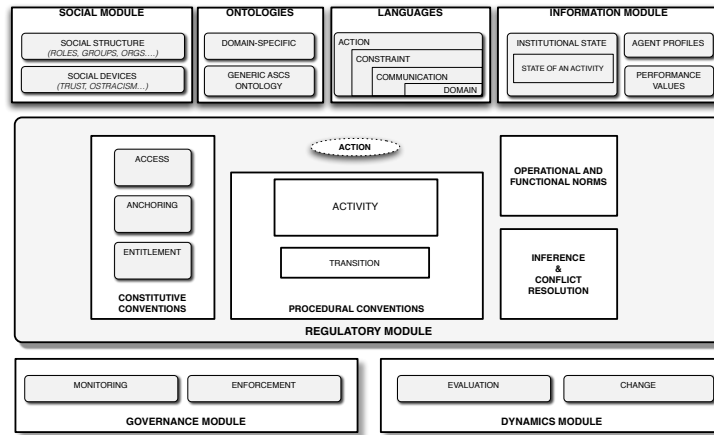 SOCIAL MODULE
SOCIAL STRUCTURE
(ROLES, GROUPS, ORGS....)
SOCIAL DEVICES
(TRUST, OSTRACISM...)
ONTOLOGIES
DOMAIN-SPECIFIC
GENERIC ASCS
ONTOLOGY
LANGUAGES
ACTION
CONSTRAINT
COMMUNICATION
DOMAIN
INFORMATION MODULE
INSTITUTIONAL STATE
STATE OF AN ACTIVITY
AGENT PROFILES
PERFORMANCE
VALUES
ACCESS
ANCHORING
ENTITLEMENT
CONSTITUTIVE
CONVENTIONS
ACTION
ACTIVITY
TRANSITION
PROCEDURAL CONVENTIONS
OPERATIONAL AND
FUNCTIONAL NORMS
INFERENCE
&
CONFLICT
RESOLUTION
REGULATORY MODULE
MONITORING
ENFORCEMENT
GOVERNANCE MODULE
EVALUATION
CHANGE
DYNAMICS MODULE